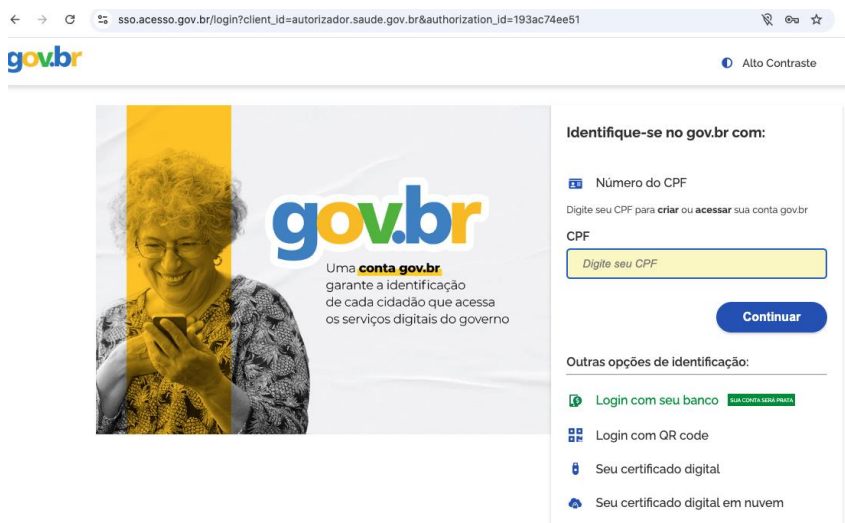 sso.acesso.gov.br/login?client_id=autorizador.saude.gov.br&authorization_id=193ac74ee51
gov.br
Alto Contraste
gov.br
Uma conta gov.br
garante a identificação
de cada cidadão que acessa
os serviços digitais do governo
Identifique-se no gov.br com:
Número do CPF
Digite seu CPF para criar ou acessar sua conta gov.br
CPF
Digite seu CPF
Continuar
Outras opções de identificação:
Login com seu banco SUA CONTA SERÁ PRATA
Login com QR code
Seu certificado digital
Seu certificado digital em nuvem